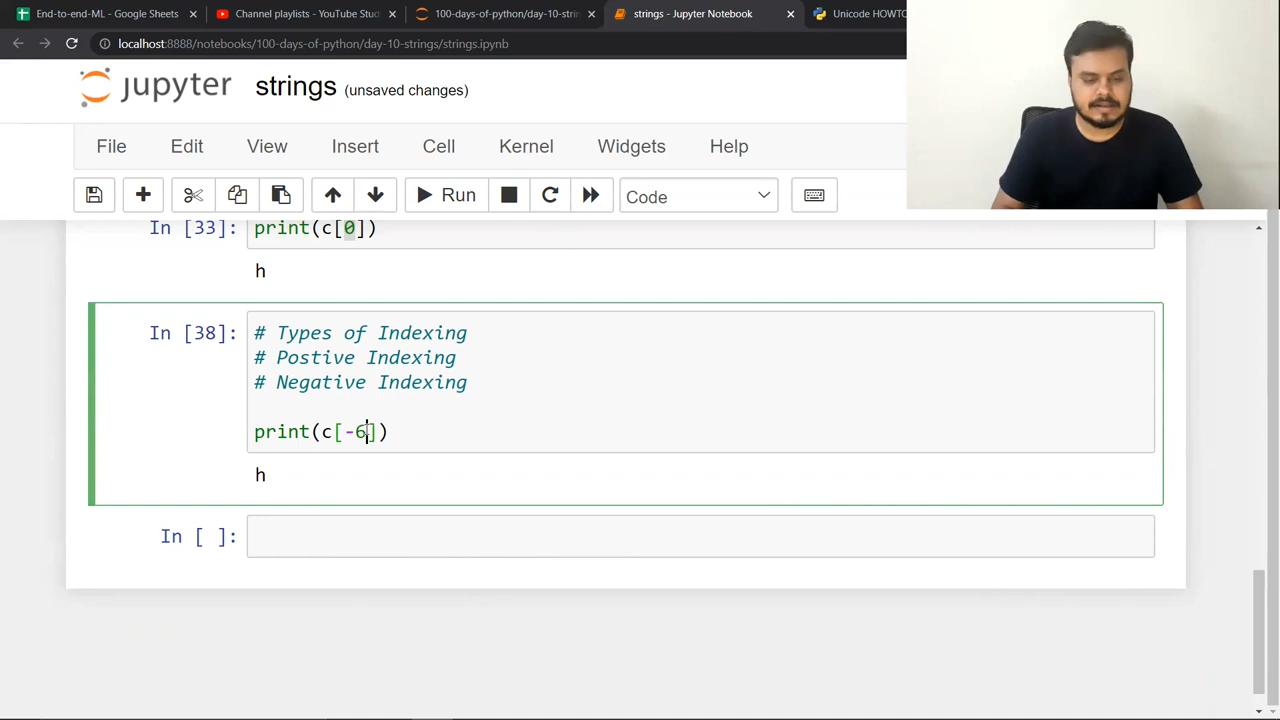 End-to-end-ML - Google Sheets
Channel playlists - YouTube Stud
100-days-of-python/day-10-strin
strings - Jupyter Notebook
Unicode HOWTO
localhost:8888/notebooks/100-days-of-python/day-10-strings/strings.ipynb
jupyter strings (unsaved changes)
File Edit View Insert Cell Kernel Widgets Help
Run Code
In [33]: print(c[0])
h
In [38]: # Types of Indexing
# Postive Indexing
# Negative Indexing
print(c[-6])
h
In [ ]: